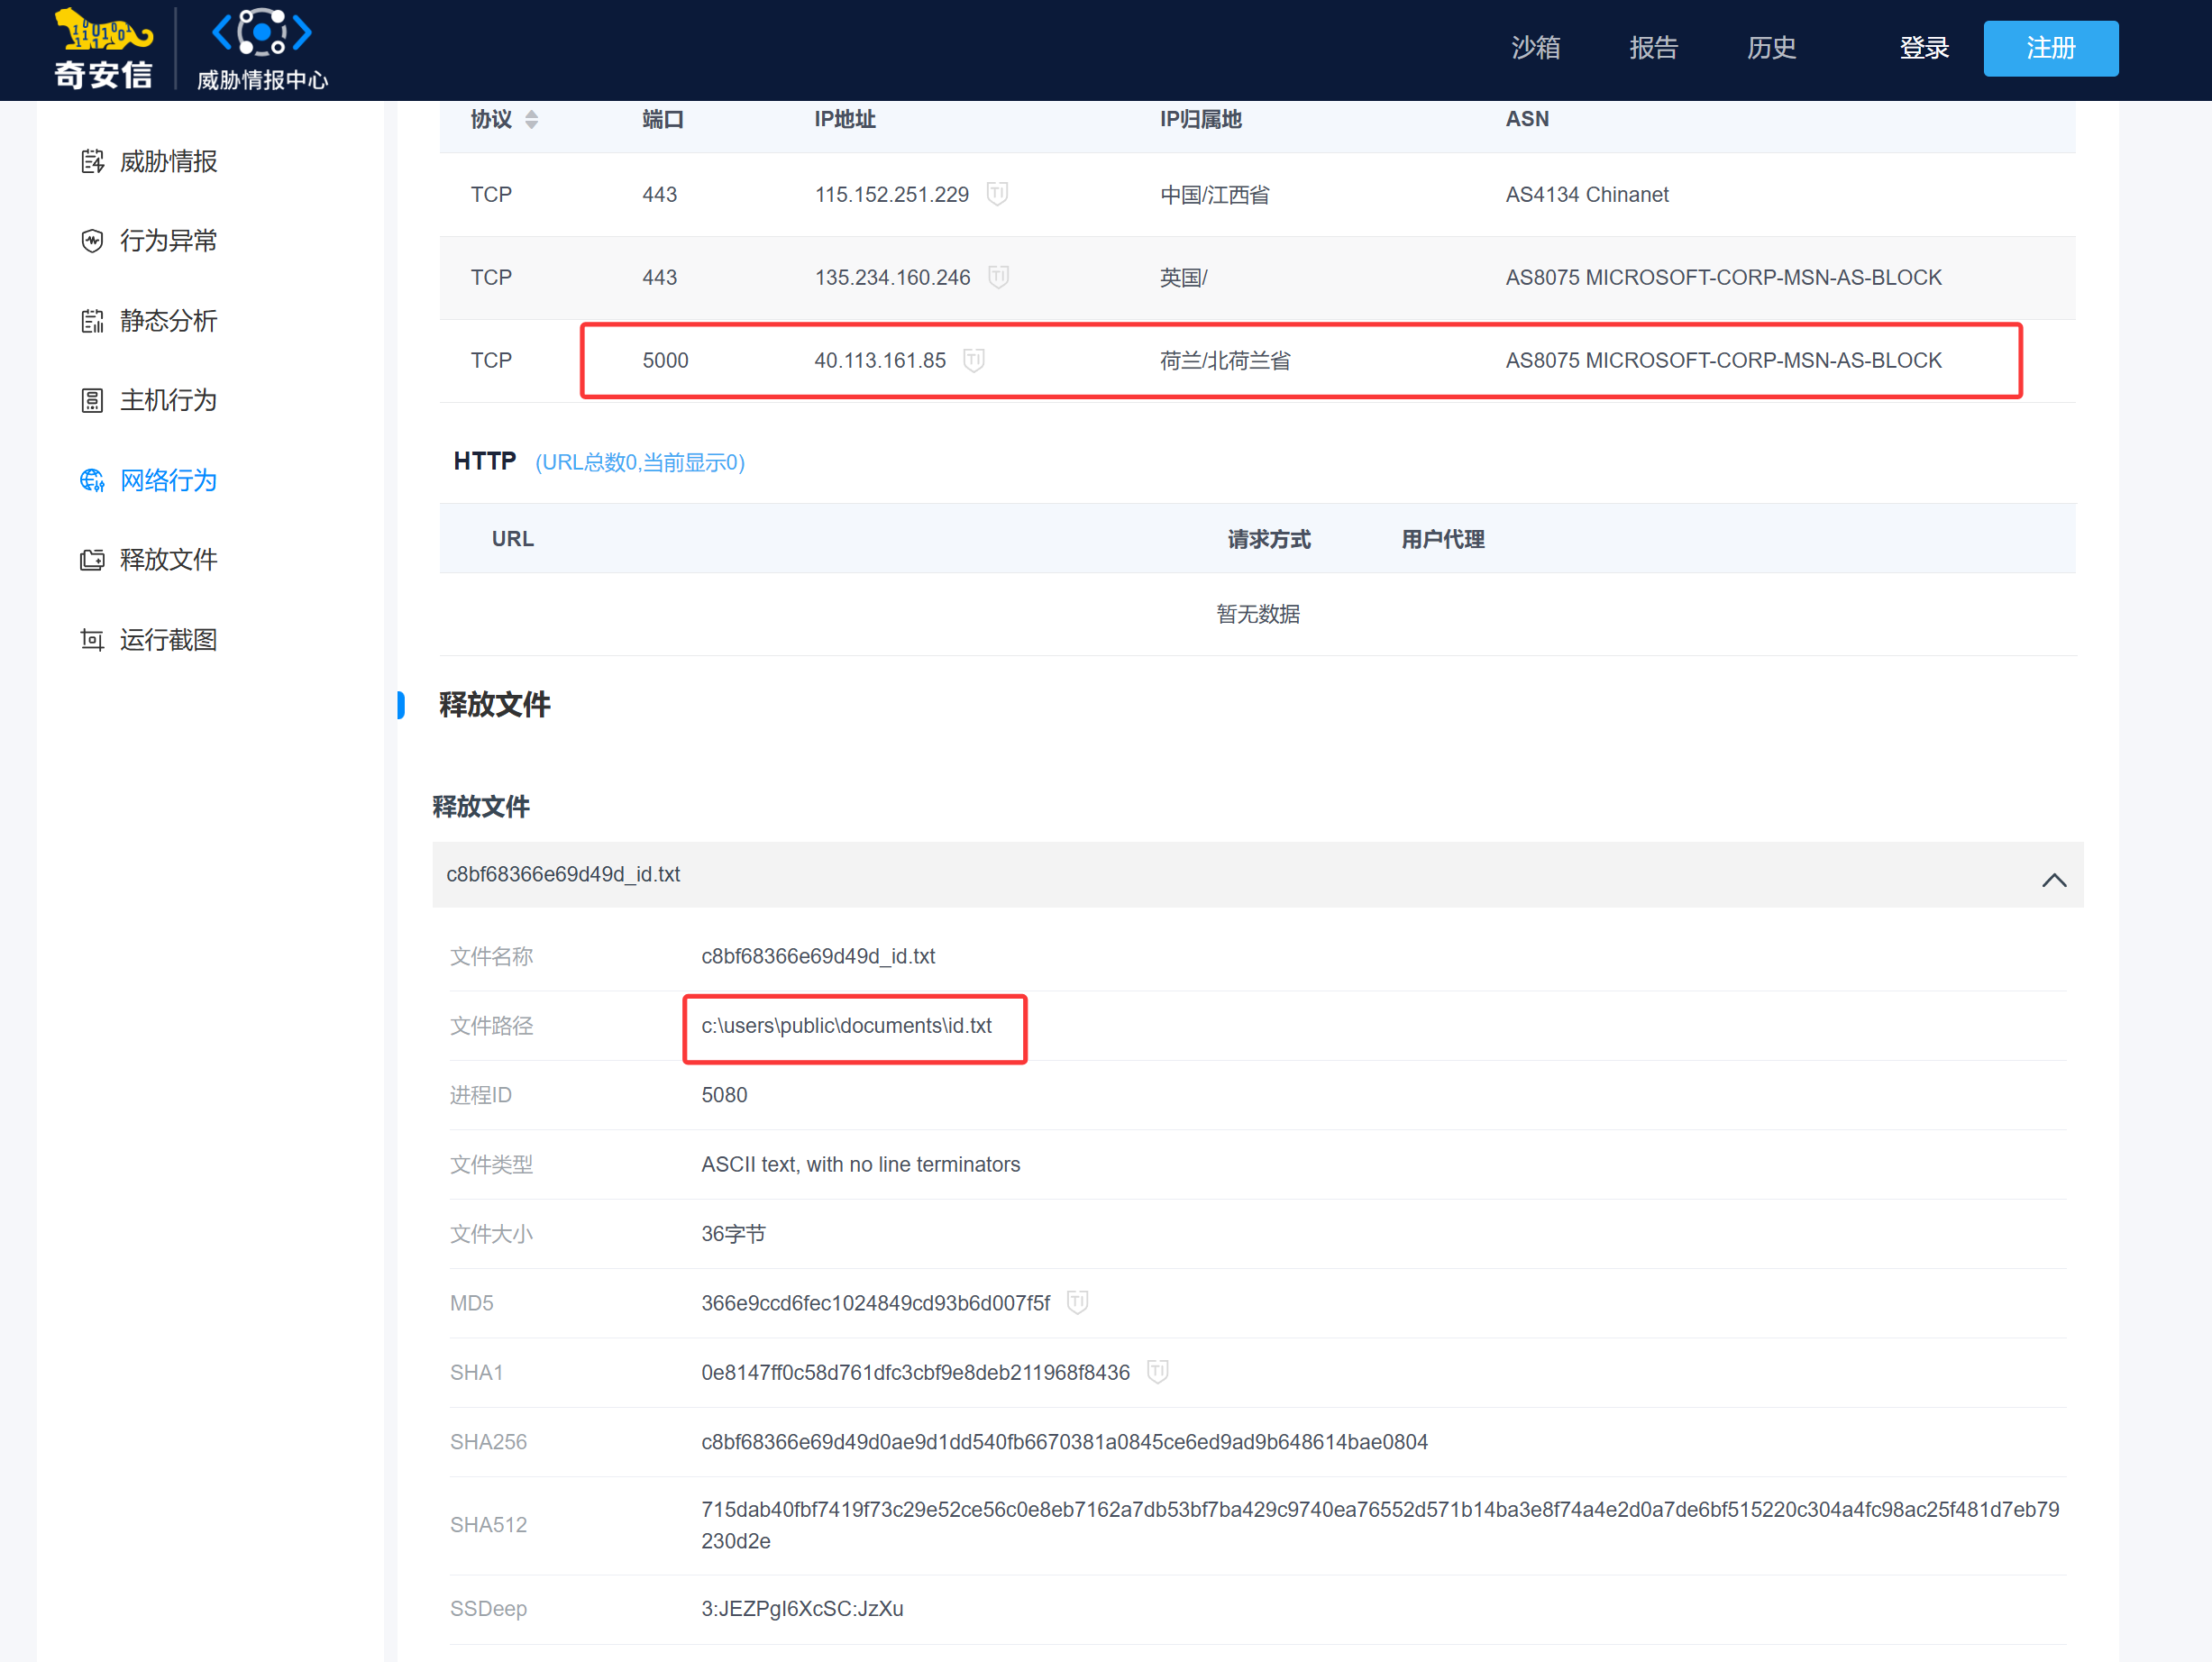 奇安信
威胁情报中心
沙箱 报告 历史 登录 注册
威胁情报
行为异常
静态分析
主机行为
网络行为
释放文件
运行截图
协议 端口 IP地址 IP归属地 ASN
TCP 443 115.152.251.229 中国/江西省 AS4134 Chinanet
TCP 443 135.234.160.246 英国/ AS8075 MICROSOFT-CORP-MSN-AS-BLOCK
TCP 5000 40.113.161.85 荷兰/北荷兰省 AS8075 MICROSOFT-CORP-MSN-AS-BLOCK
HTTP (URL总数0,当前显示0)
URL 请求方式 用户代理
暂无数据
释放文件
释放文件
c8bf68366e69d49d_id.txt
文件名称 c8bf68366e69d49d_id.txt
文件路径 c:\users\public\documents\id.txt
进程ID 5080
文件类型 ASCII text, with no line terminators
文件大小 36字节
MD5 366e9ccd6fec1024849cd93b6d007f5f
SHA1 0e8147ff0c58d761dfc3cbf9e8deb211968f8436
SHA256 c8bf68366e69d49d0ae9d1dd540fb6670381a0845ce6ed9ad9b648614bae0804
SHA512 715dab40fbf7419f73c29e52ce56c0e8eb7162a7db53bf7ba429c9740ea76552d571b14ba3e8f74a4e2d0a7de6bf515220c304a4fc98ac25f481d7eb79
230d2e
SSDeep 3:JEZPgI6XcSC:JzXu